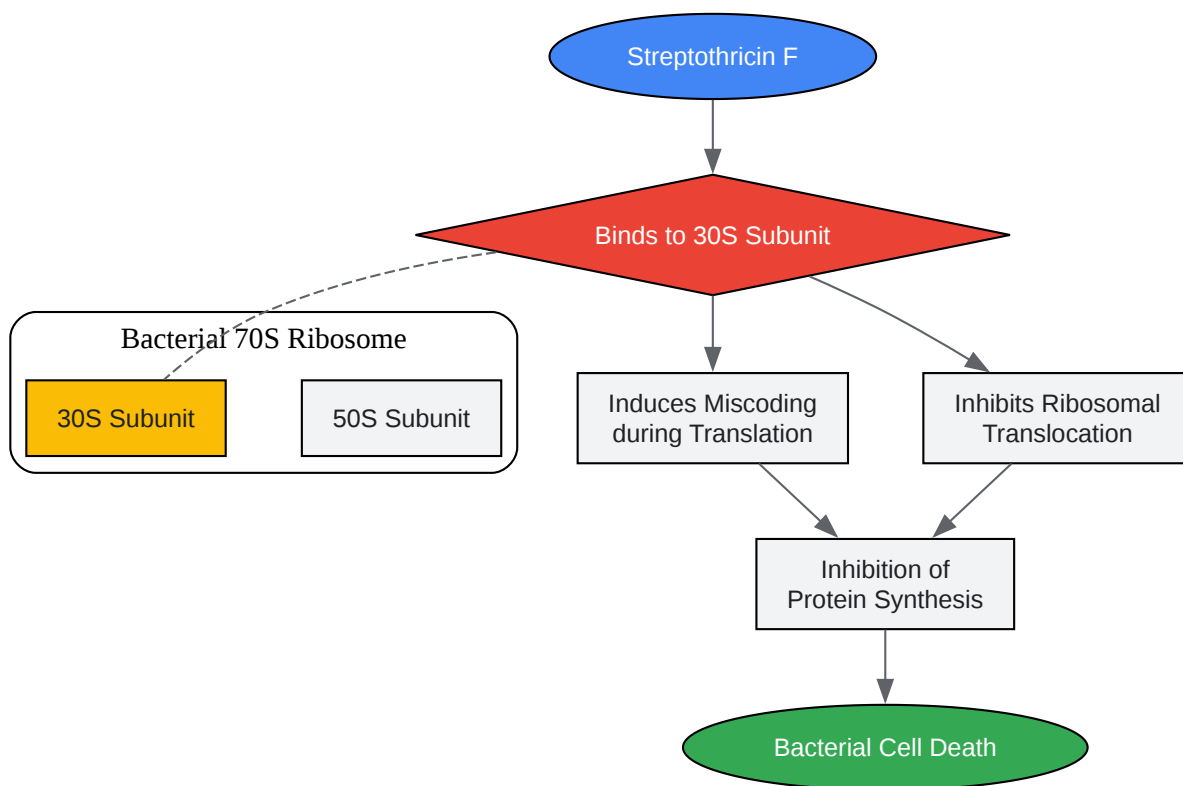 Streptothricin F
Binds to 30S Subunit
Bacterial 70S Ribosome
30S Subunit
50S Subunit
Induces Miscoding
during Translation
Inhibits Ribosomal
Translocation
Inhibition of
Protein Synthesis
Bacterial Cell Death